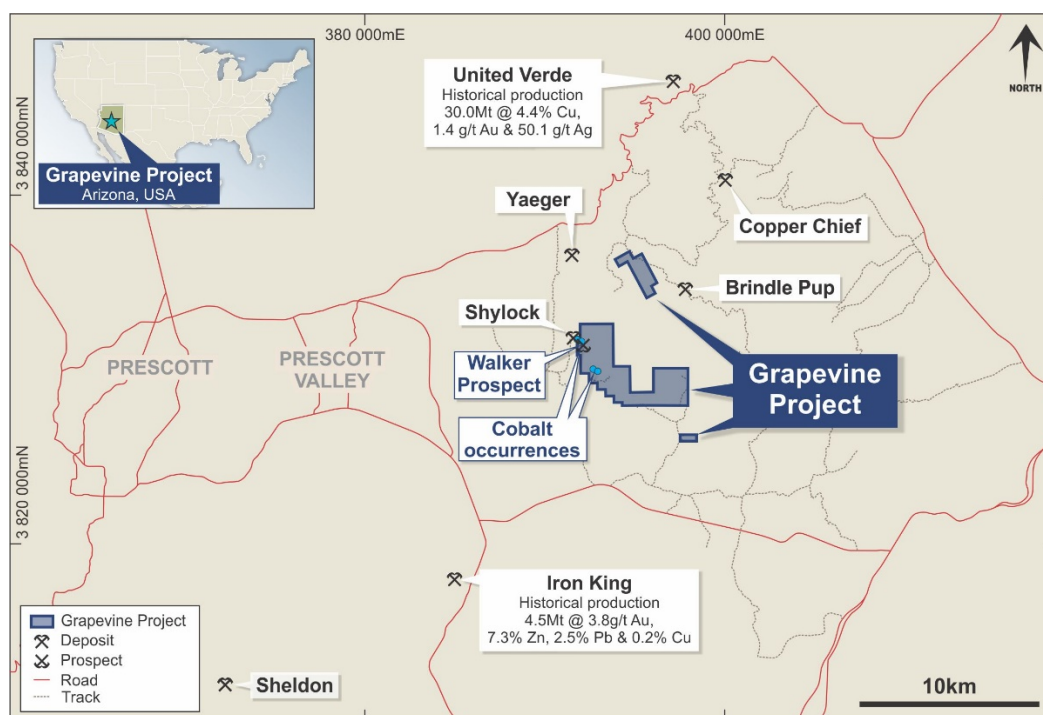 380 000mE
400 000mE
NORTH
3 840 000mN
3 820 000mN
Grapevine Project
Arizona, USA
United Verde
Historical production
30.0Mt @ 4.4% Cu,
1.4 g/t Au & 50.1 g/t Ag
Yaeger
Copper Chief
Brindle Pup
Shylock
Walker
Prospect
Cobalt
occurrences
Grapevine
Project
PRESCOTT
PRESCOTT
VALLEY
Iron King
Historical production
4.5Mt @ 3.8g/t Au,
7.3% Zn, 2.5% Pb & 0.2% Cu
Sheldon
Grapevine Project
Deposit
Prospect
Road
Track
10km